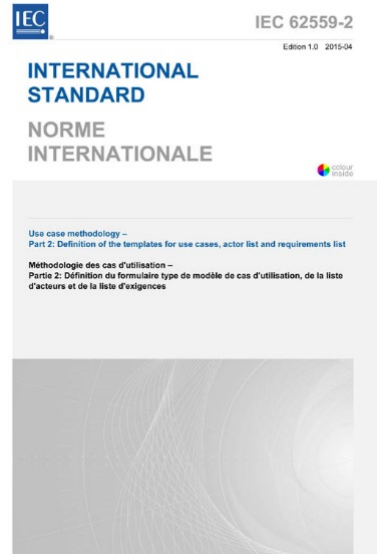 IEC
IEC 62559-2
Edition 1.0 2015-04
INTERNATIONAL
STANDARD
NORME
INTERNATIONALE
colour
inside
Use case methodology –
Part 2: Definition of the templates for use cases, actor list and requirements list
Méthodologie des cas d'utilisation –
Partie 2: Définition du formulaire type de modèle de cas d'utilisation, de la liste
d'acteurs et de la liste d'exigences